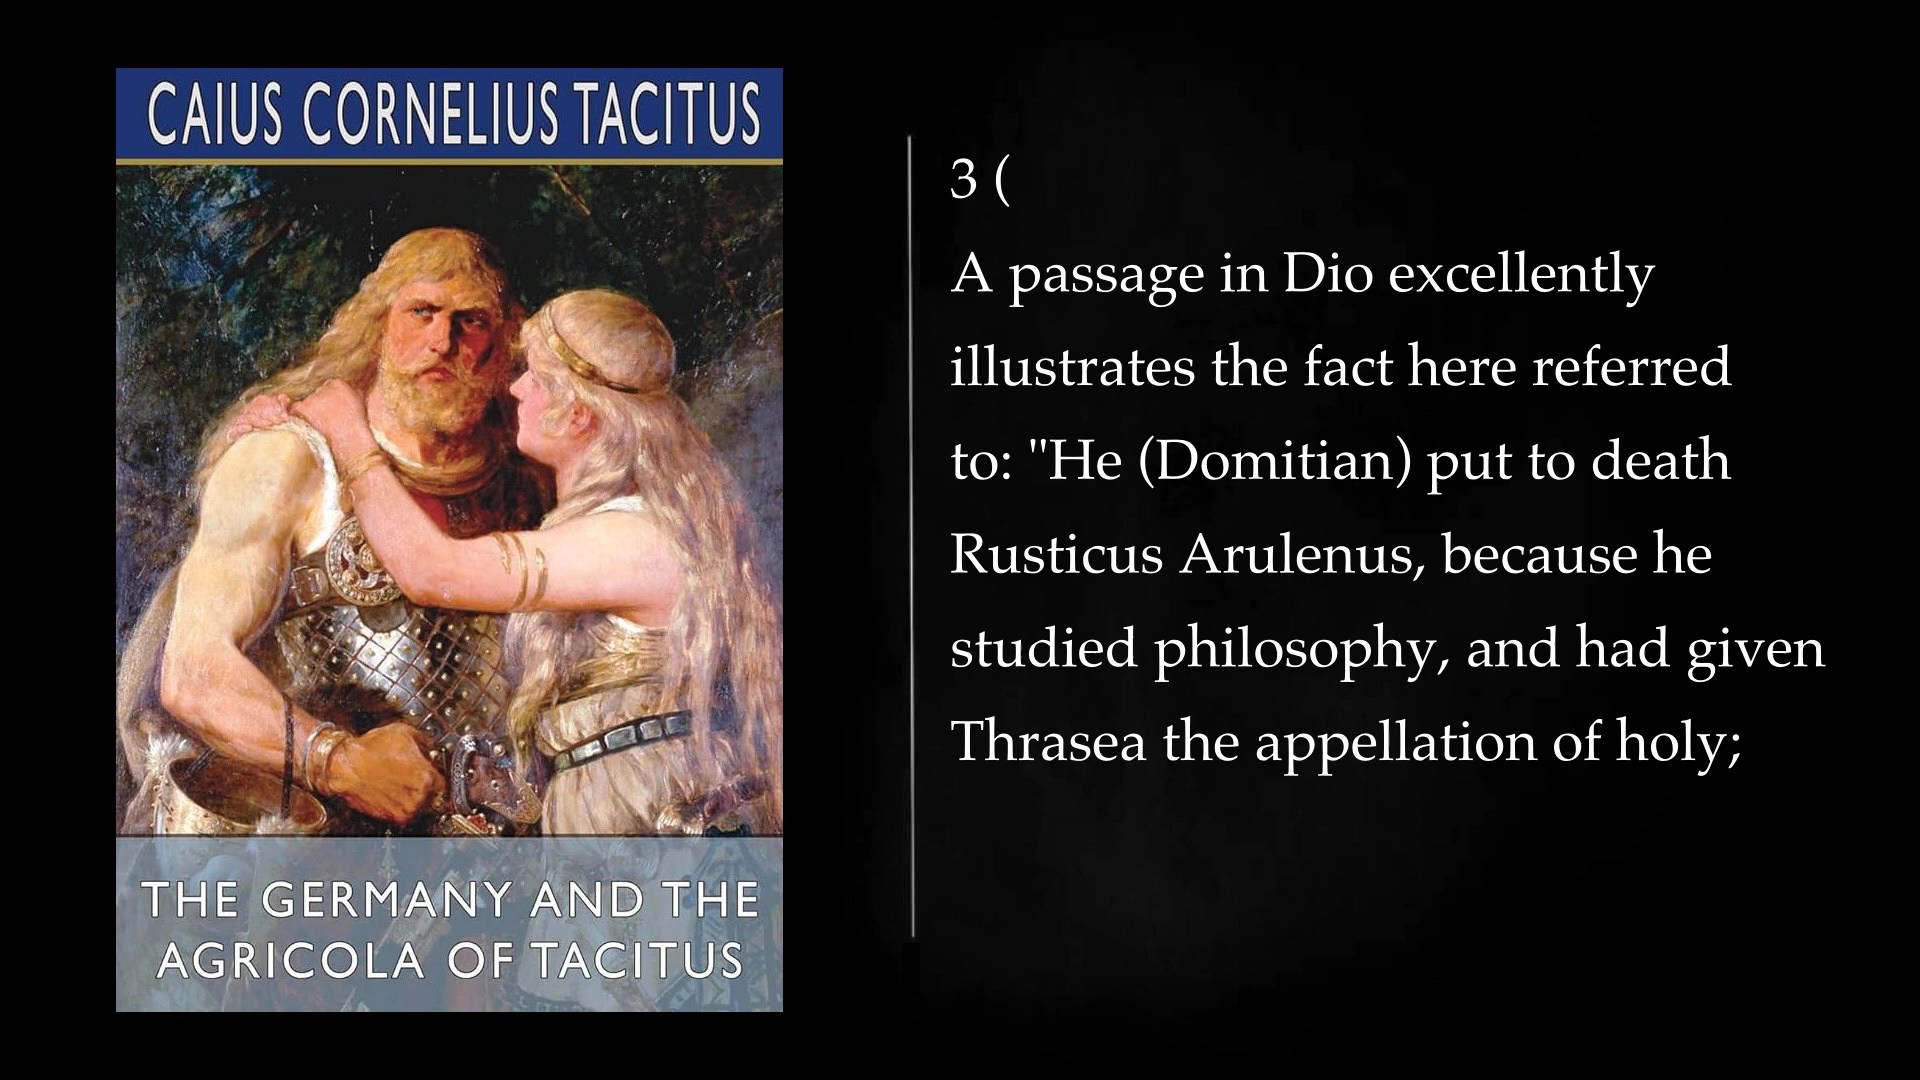 CAIUS CORNELIUS TACITUS
THE GERMANY AND THE
AGRICOLA OF TACITUS
3 (
A passage in Dio excellently
illustrates the fact here referred
to: "He (Domitian) put to death
Rusticus Arulenus, because he
studied philosophy, and had given
Thrasea the appellation of holy;